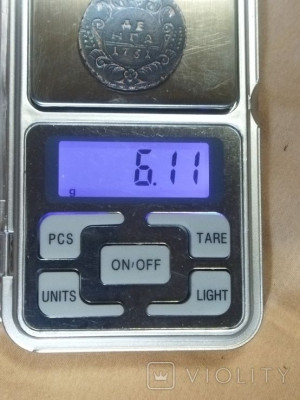 ДЕ
НГА
175
6.11
g
PCS
TARE
ON/OFF
UNITS
LIGHT
VIOLITY